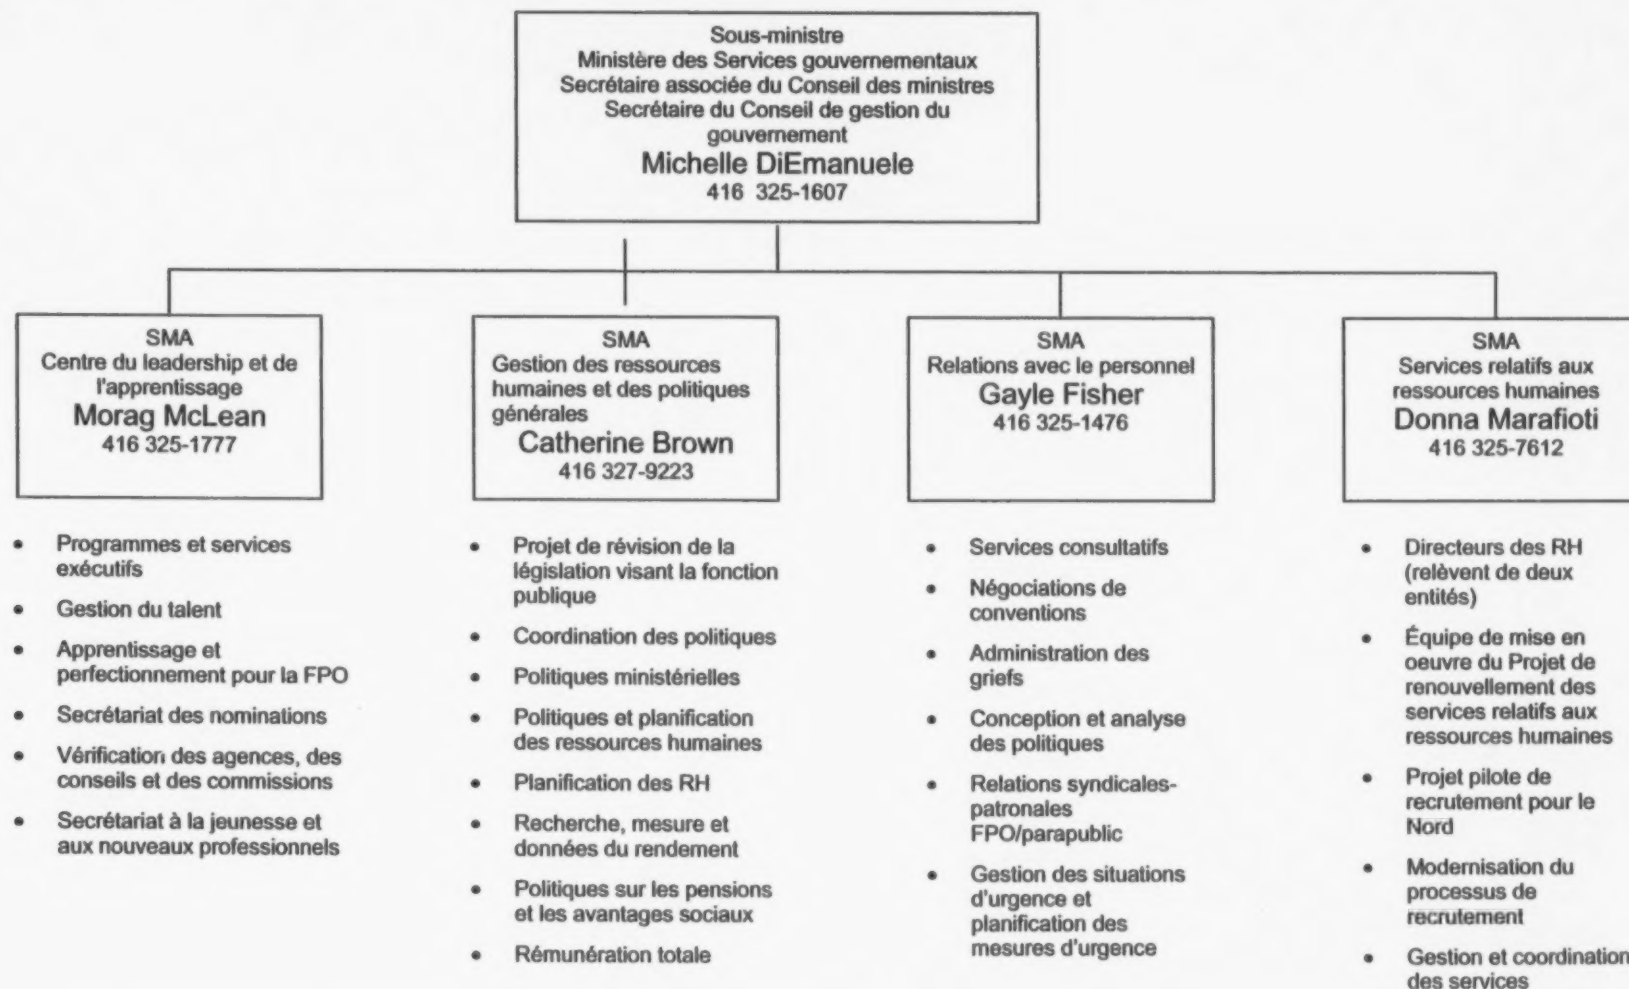 Sous-ministre
Ministère des Services gouvernementaux
Secrétaire associée du Conseil des ministres
Secrétaire du Conseil de gestion du
gouvernement
Michelle DiEmanuele
416 325-1607
SMA
Centre du leadership et de
l'apprentissage
Morag McLean
416 325-1777
• Programmes et services
exécutifs
• Gestion du talent
• Apprentissage et
perfectionnement pour la FPO
• Secrétariat des nominations
• Vérification des agences, des
conseils et des commissions
• Secrétariat à la jeunesse et
aux nouveaux professionnels
SMA
Gestion des ressources
humaines et des politiques
générales
Catherine Brown
416 327-9223
• Projet de révision de la
législation visant la fonction
publique
• Coordination des politiques
• Politiques ministérielles
• Politiques et planification
des ressources humaines
• Planification des RH
• Recherche, mesure et
données du rendement
• Politiques sur les pensions
et les avantages sociaux
• Rémunération totale
SMA
Relations avec le personnel
Gayle Fisher
416 325-1476
• Services consultatifs
• Négociations de
conventions
• Administration des
griefs
• Conception et analyse
des politiques
• Relations syndicales-
patronales
FPO/parapublic
• Gestion des situations
d'urgence et
planification des
mesures d'urgence
SMA
Services relatifs aux
ressources humaines
Donna Marafioti
416 325-7612
• Directeurs des RH
(relèvent de deux
entités)
• Équipe de mise en
oeuvre du Projet de
renouvellement des
services relatifs aux
ressources humaines
• Projet pilote de
recrutement pour le
Nord
• Modernisation du
processus de
recrutement
• Gestion et coordination
des services